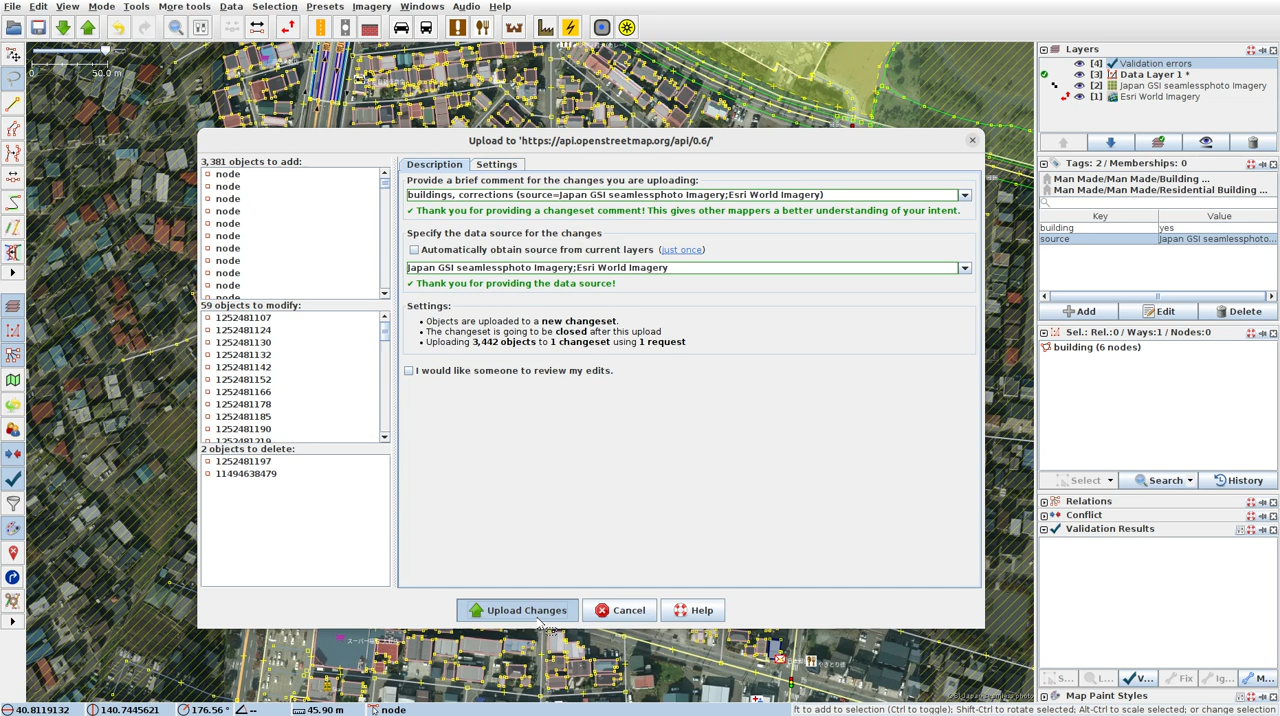 File Edit View Mode Tools More tools Data Selection Presets Imagery Windows Audio Help
0 50.0 m
Upload to 'https://api.openstreetmap.org/api/0.6/'
3,381 objects to add:
node
node
node
node
node
node
node
node
node
node
node
59 objects to modify:
1252481107
1252481124
1252481130
1252481132
1252481142
1252481152
1252481166
1252481178
1252481185
1252481190
1252481219
2 objects to delete:
1252481197
11494638479
Description Settings
Provide a brief comment for the changes you are uploading:
buildings, corrections (source=Japan GSI seamlessphoto Imagery;Esri World Imagery)
✔ Thank you for providing a changeset comment! This gives other mappers a better understanding of your intent.
Specify the data source for the changes
Automatically obtain source from current layers (just once)
Japan GSI seamlessphoto Imagery;Esri World Imagery
✔ Thank you for providing the data source!
Settings:
• Objects are uploaded to a new changeset.
• The changeset is going to be closed after this upload
• Uploading 3,442 objects to 1 changeset using 1 request
I would like someone to review my edits.
Upload Changes Cancel Help
Layers
[4] Validation errors
[3] Data Layer 1 *
[2] Japan GSI seamlessphoto Imagery
[1] Esri World Imagery
Tags: 2 / Memberships: 0
Man Made/Man Made/Building ...
Man Made/Man Made/Residential Building ...
Key Value
building yes
source Japan GSI seamlessphoto...
Add Edit Delete
Sel.: Rel.:0 / Ways:1 / Nodes:0
building (6 nodes)
Select Search History
Relations
Conflict
Validation Results
S... L... V... Fix Ig... M...
Map Paint Styles
40.8119132 140.7445621 176.56 ° -- 45.90 m node ft to add to selection (Ctrl to toggle); Shift-Ctrl to rotate selected; Alt-Ctrl to scale selected; or change selection